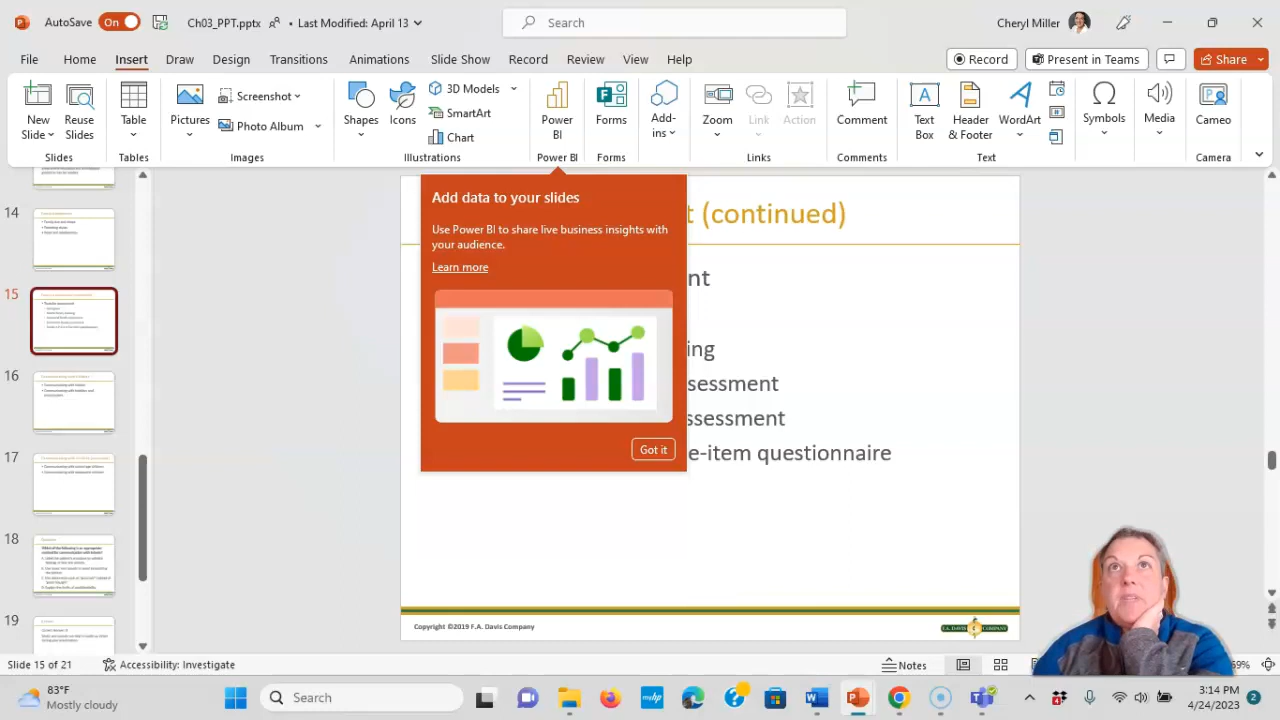 AutoSave On Ch03_PPT.pptx • Last Modified: April 13 Search Cheryl Miller
File Home Insert Draw Design Transitions Animations Slide Show Record Review View Help Record Present in Teams Share
New Slide
Reuse Slides
Slides
Table
Tables
Pictures
Screenshot
Photo Album
Images
Shapes
Icons
3D Models
SmartArt
Chart
Illustrations
Power BI
Power BI
Forms
Forms
Add-ins
Zoom
Link
Action
Links
Comment
Comments
Text Box
Header & Footer
WordArt
Text
Symbols
Media
Cameo
Camera
14
15
16
17
18
19
Add data to your slides
Use Power BI to share live business insights with
your audience.
Learn more
Got it
t (continued)
nt
ing
sessment
ssessment
e-item questionnaire
Copyright ©2019 F.A. Davis Company
F.A. DAVIS COMPANY
Slide 15 of 21 Accessibility: Investigate Notes 69%
83°F
Mostly cloudy
Search
3:14 PM
4/24/2023
2